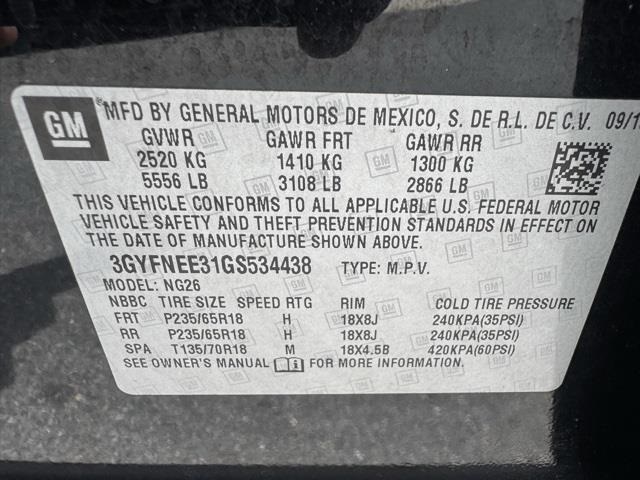 GM
MFD BY GENERAL MOTORS DE MEXICO, S. DE R.L. DE C.V. 09/1
GVWR GAWR FRT GAWR RR
2520 KG 1410 KG 1300 KG
5556 LB 3108 LB 2866 LB
THIS VEHICLE CONFORMS TO ALL APPLICABLE U.S. FEDERAL MOTOR
VEHICLE SAFETY AND THEFT PREVENTION STANDARDS IN EFFECT ON
THE DATE OF MANUFACTURE SHOWN ABOVE.
3GYFNEE31GS534438 TYPE: M.P.V.
MODEL: NG26
NBBC TIRE SIZE SPEED RTG RIM COLD TIRE PRESSURE
FRT P235/65R18 H 18X8J 240KPA(35PSI)
RR P235/65R18 H 18X8J 240KPA(35PSI)
SPA T135/70R18 M 18X4.5B 420KPA(60PSI)
SEE OWNER'S MANUAL FOR MORE INFORMATION